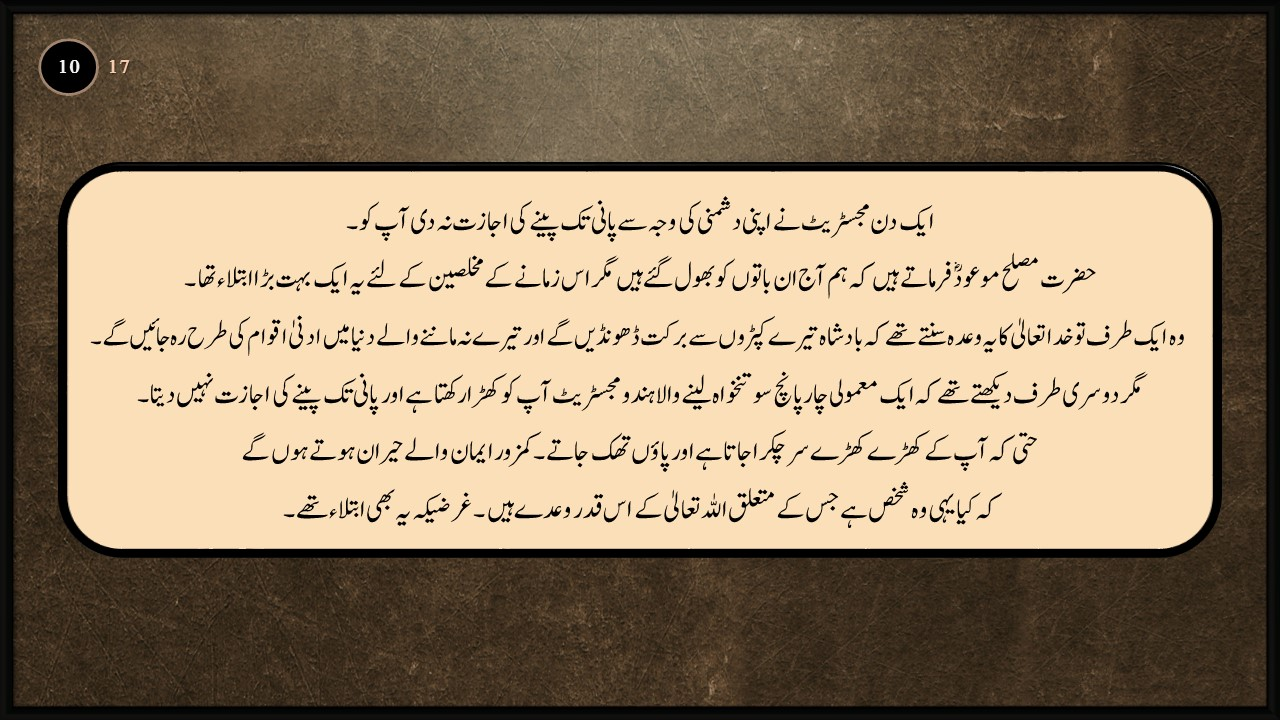 10 17
ایک دن مجسٹریٹ نے اپنی دشمنی کی وجہ سے پانی تک پینے کی اجازت نہ دی آپ کو۔
حضرت مصلح موعودؓ فرماتے ہیں کہ ہم آج ان باتوں کو بھول گئے ہیں مگر اس زمانے کے مخلصین کے لئے یہ ایک بہت بڑا ابتلاء تھا۔
وہ ایک طرف تو خدا تعالیٰ کا یہ وعدہ سنتے تھے کہ بادشاہ تیرے کپڑوں سے برکت ڈھونڈیں گے اور تیرے نہ ماننے والے دنیا میں ادنیٰ اقوام کی طرح رہ جائیں گے۔
مگر دوسری طرف دیکھتے تھے کہ ایک معمولی چار پانچ سو تنخواہ لینے والا ہندو مجسٹریٹ آپ کو کھڑا رکھتا ہے اور پانی تک پینے کی اجازت نہیں دیتا۔
حتی کہ آپ کے کھڑے کھڑے سر چکرا جاتا ہے اور پاؤں تھک جاتے۔ کمزور ایمان والے حیران ہوتے ہوں گے
کہ کیا یہی وہ شخص ہے جس کے متعلق اللہ تعالیٰ کے اس قدر وعدے ہیں۔ غرضیکہ یہ بھی ابتلاء تھے۔